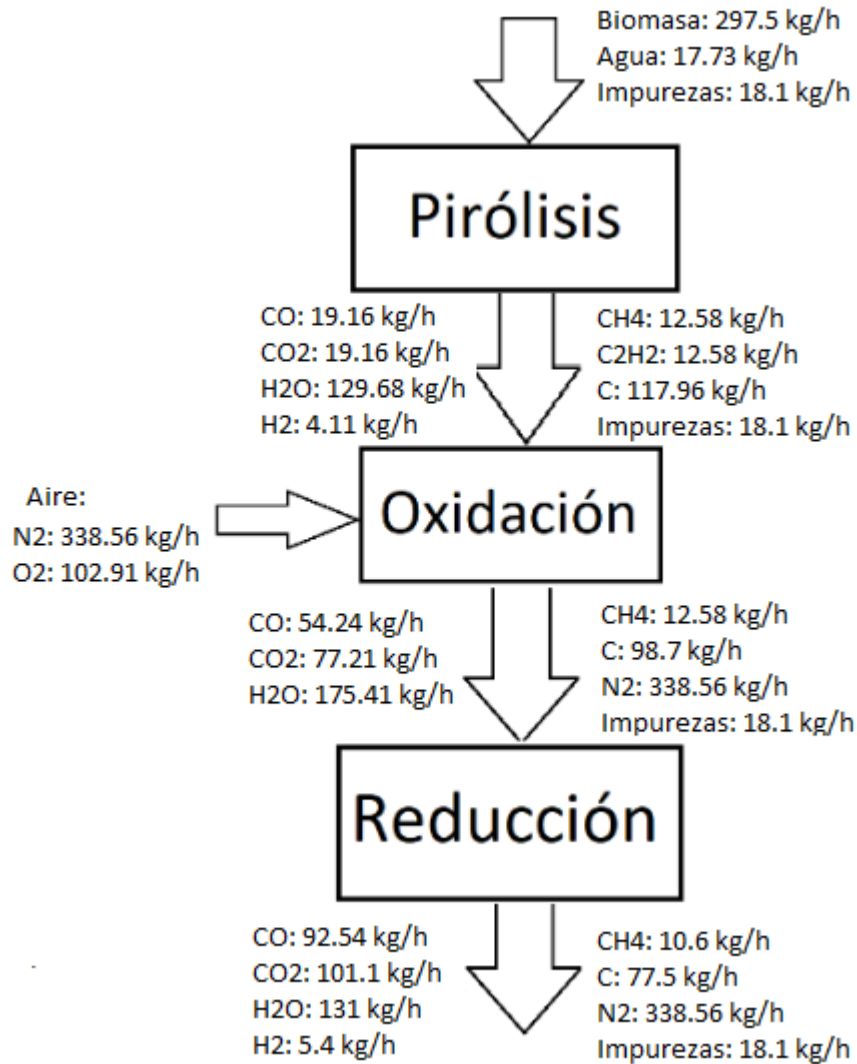 Biomasa: 297.5 kg/h
Agua: 17.73 kg/h
Impurezas: 18.1 kg/h
Pirólisis
CO: 19.16 kg/h
CO2: 19.16 kg/h
H2O: 129.68 kg/h
H2: 4.11 kg/h
CH4: 12.58 kg/h
C2H2: 12.58 kg/h
C: 117.96 kg/h
Impurezas: 18.1 kg/h
Aire:
N2: 338.56 kg/h
O2: 102.91 kg/h
Oxidación
CO: 54.24 kg/h
CO2: 77.21 kg/h
H2O: 175.41 kg/h
CH4: 12.58 kg/h
C: 98.7 kg/h
N2: 338.56 kg/h
Impurezas: 18.1 kg/h
Reducción
CO: 92.54 kg/h
CO2: 101.1 kg/h
H2O: 131 kg/h
H2: 5.4 kg/h
CH4: 10.6 kg/h
C: 77.5 kg/h
N2: 338.56 kg/h
Impurezas: 18.1 kg/h